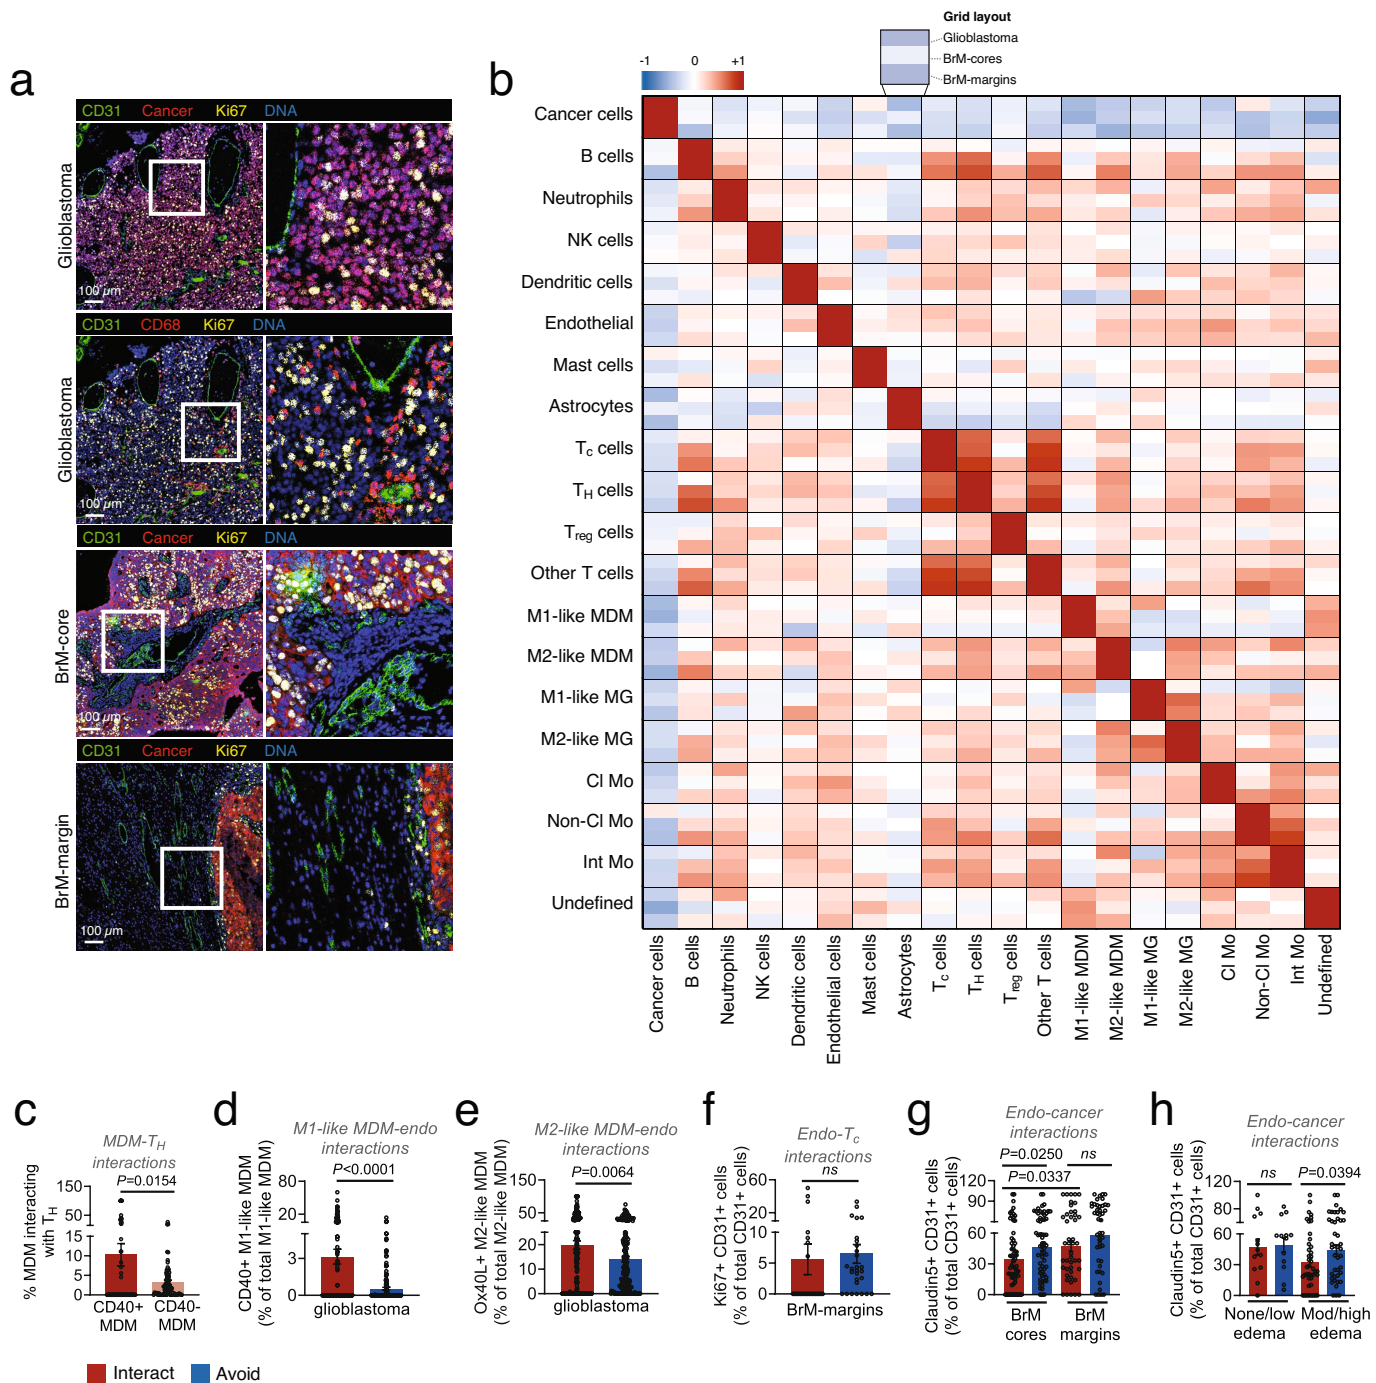 a
CD31 Cancer Ki67 DNA
Glioblastoma
100 µm
CD31 CD68 Ki67 DNA
Glioblastoma
100 µm
CD31 Cancer Ki67 DNA
BrM-core
100 µm
CD31 Cancer Ki67 DNA
BrM-margin
100 µm
b
Grid layout
Glioblastoma
BrM-cores
BrM-margins
-1 0 +1
Cancer cells
B cells
Neutrophils
NK cells
Dendritic cells
Endothelial
Mast cells
Astrocytes
Tc cells
TH cells
Treg cells
Other T cells
M1-like MDM
M2-like MDM
M1-like MG
M2-like MG
Cl Mo
Non-Cl Mo
Int Mo
Undefined
Cancer cells
B cells
Neutrophils
NK cells
Dendritic cells
Endothelial cells
Mast cells
Astrocytes
Tc cells
TH cells
Treg cells
Other T cells
M1-like MDM
M2-like MDM
M1-like MG
M2-like MG
Cl Mo
Non-Cl Mo
Int Mo
Undefined
c
MDM-TH
interactions
P=0.0154
% MDM interacting
with TH
150
50
15
10
5
0
CD40+
MDM
CD40-
MDM
d
M1-like MDM-endo
interactions
P<0.0001
CD40+ M1-like MDM
(% of total M1-like MDM)
80
20
3
0
glioblastoma
e
M2-like MDM-endo
interactions
P=0.0064
Ox40L+ M2-like MDM
(% of total M2-like MDM)
150
50
20
10
0
glioblastoma
f
Endo-Tc
interactions
ns
Ki67+ CD31+ cells
(% of total CD31+ cells)
60
20
10
5
0
BrM-margins
g
Endo-cancer
interactions
P=0.0250
ns
P=0.0337
Claudin5+ CD31+ cells
(% of total CD31+ cells)
120
90
60
30
0
BrM
cores
BrM
margins
h
Endo-cancer
interactions
ns
P=0.0394
Claudin5+ CD31+ cells
(% of total CD31+ cells)
120
60
60
30
0
None/low
edema
Mod/high
edema
Interact
Avoid